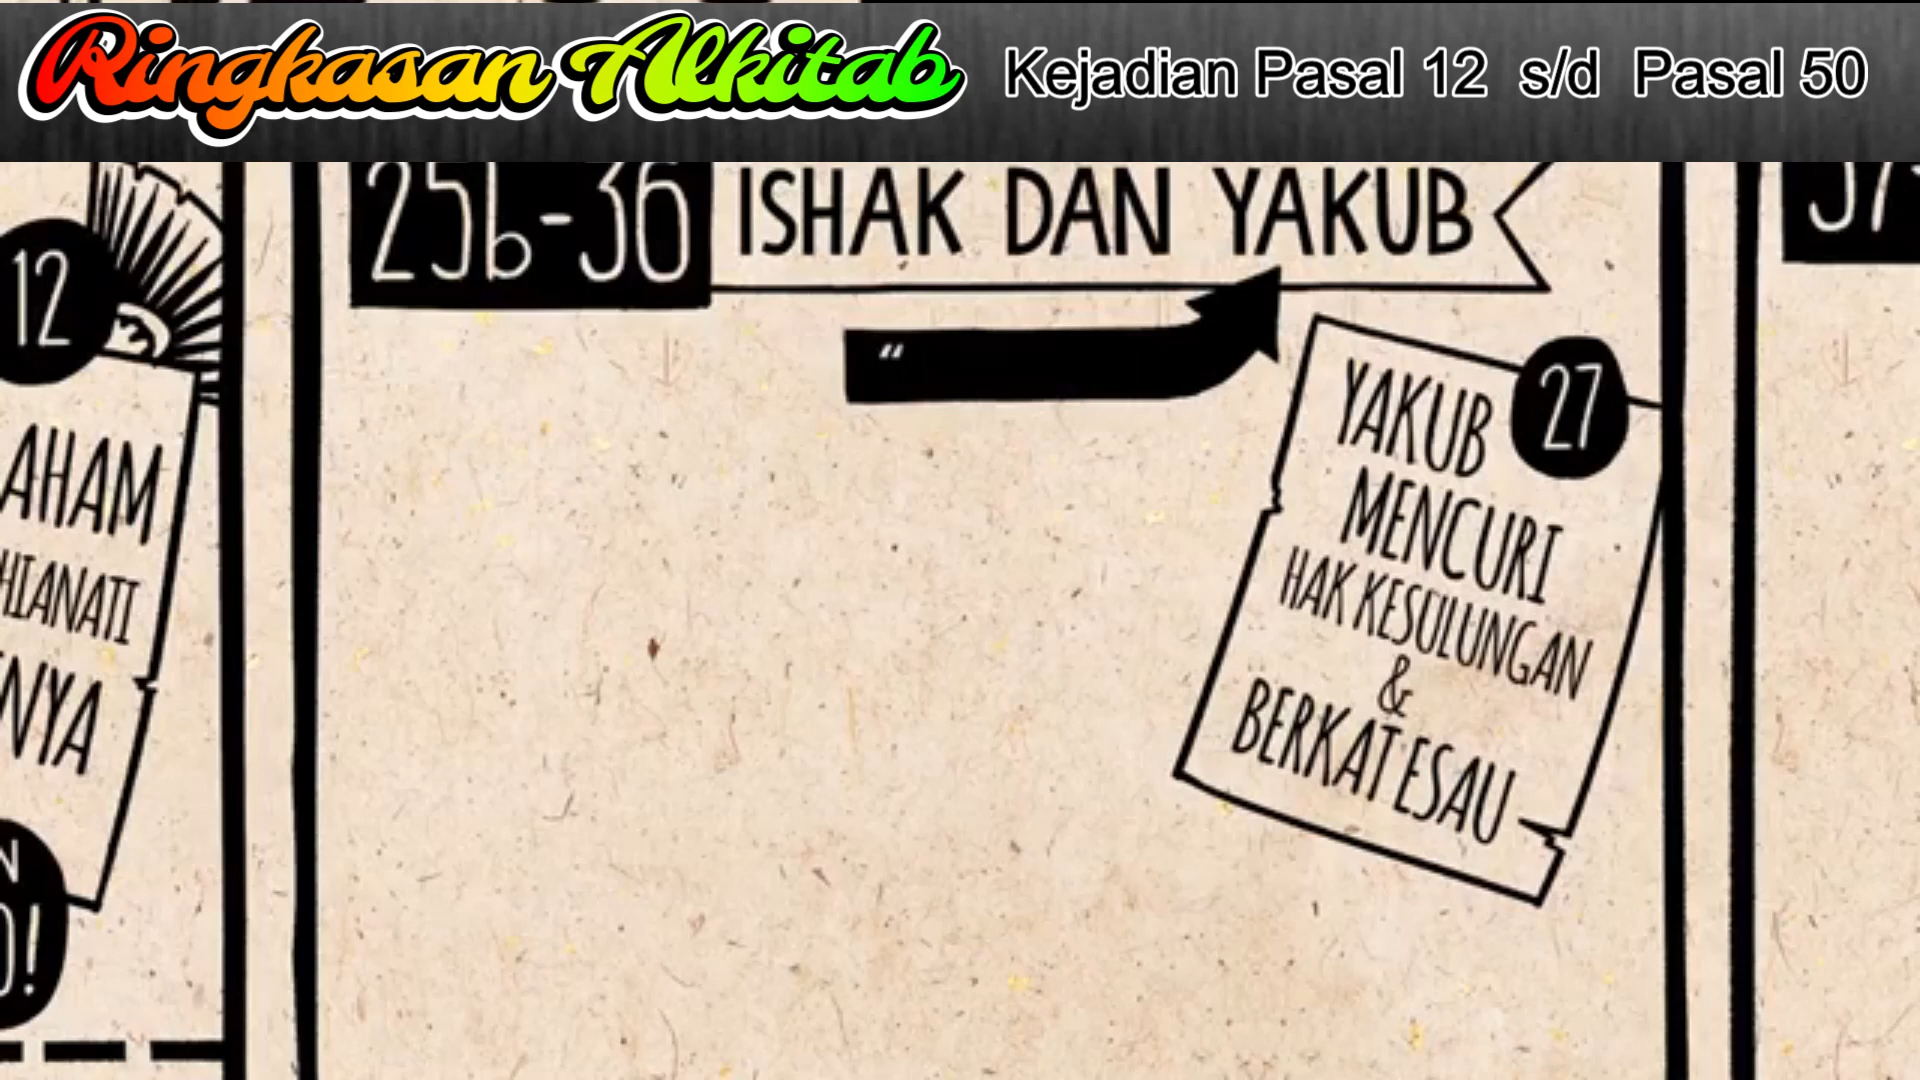 Ringkasan Alkitab
Kejadian Pasal 12 s/d Pasal 50
25b-36
ISHAK DAN YAKUB
12
AHAM
HIANATI
NYA
N
O!
"
27
YAKUB
MENCURI
HAK KESULUNGAN
&
BERKAT ESAU
37